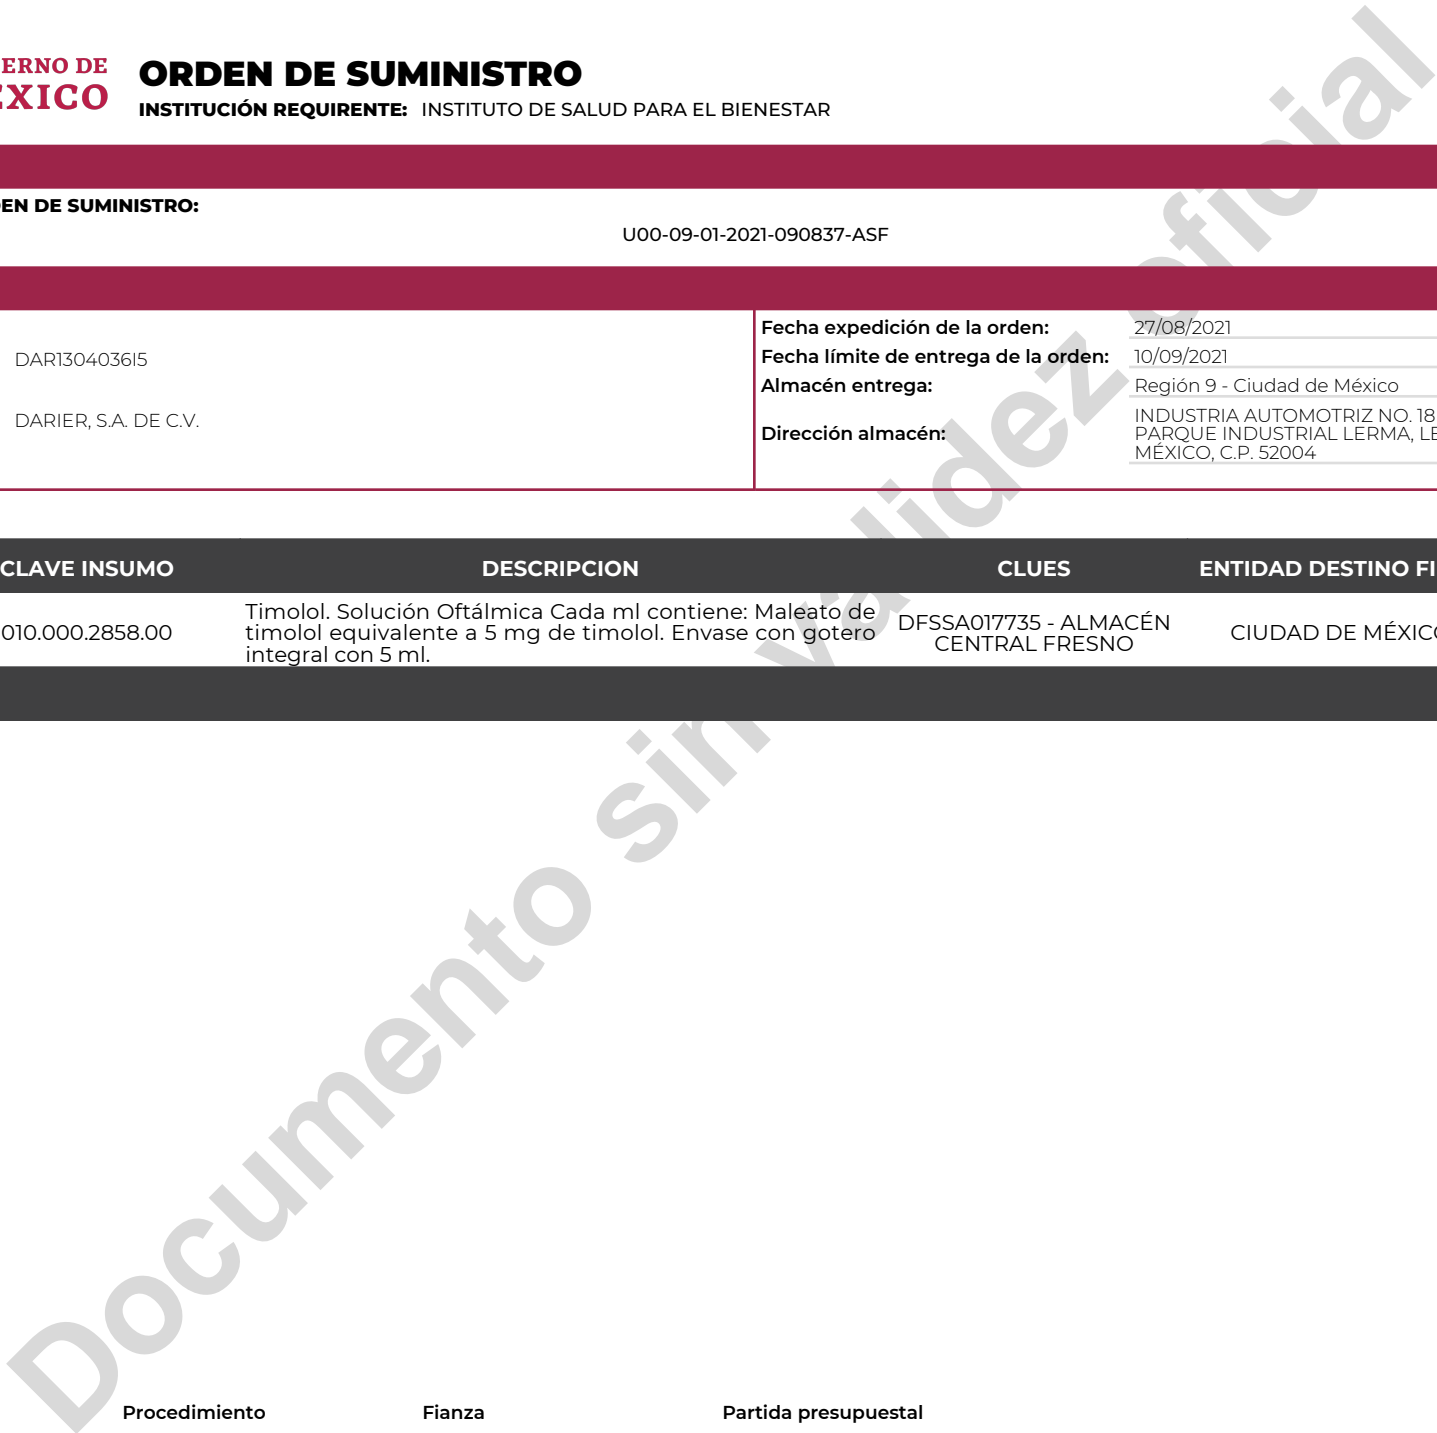 ERNO DE
ÉXICO
ORDEN DE SUMINISTRO
INSTITUCIÓN REQUIRENTE: INSTITUTO DE SALUD PARA EL BIENESTAR
EN DE SUMINISTRO:
U00-09-01-2021-090837-ASF
DAR1304036I5
DARIER, S.A. DE C.V.
Fecha expedición de la orden: 27/08/2021
Fecha límite de entrega de la orden: 10/09/2021
Almacén entrega: Región 9 - Ciudad de México
Dirección almacén: INDUSTRIA AUTOMOTRIZ NO. 18
PARQUE INDUSTRIAL LERMA, LE
MÉXICO, C.P. 52004
CLAVE INSUMO DESCRIPCION CLUES ENTIDAD DESTINO FI
010.000.2858.00
Timolol. Solución Oftálmica Cada ml contiene: Maleato de
timolol equivalente a 5 mg de timolol. Envase con gotero
integral con 5 ml.
DFSSA017735 - ALMACÉN
CENTRAL FRESNO
CIUDAD DE MÉXICO
Documento sin validez oficial
Procedimiento Fianza Partida presupuestal